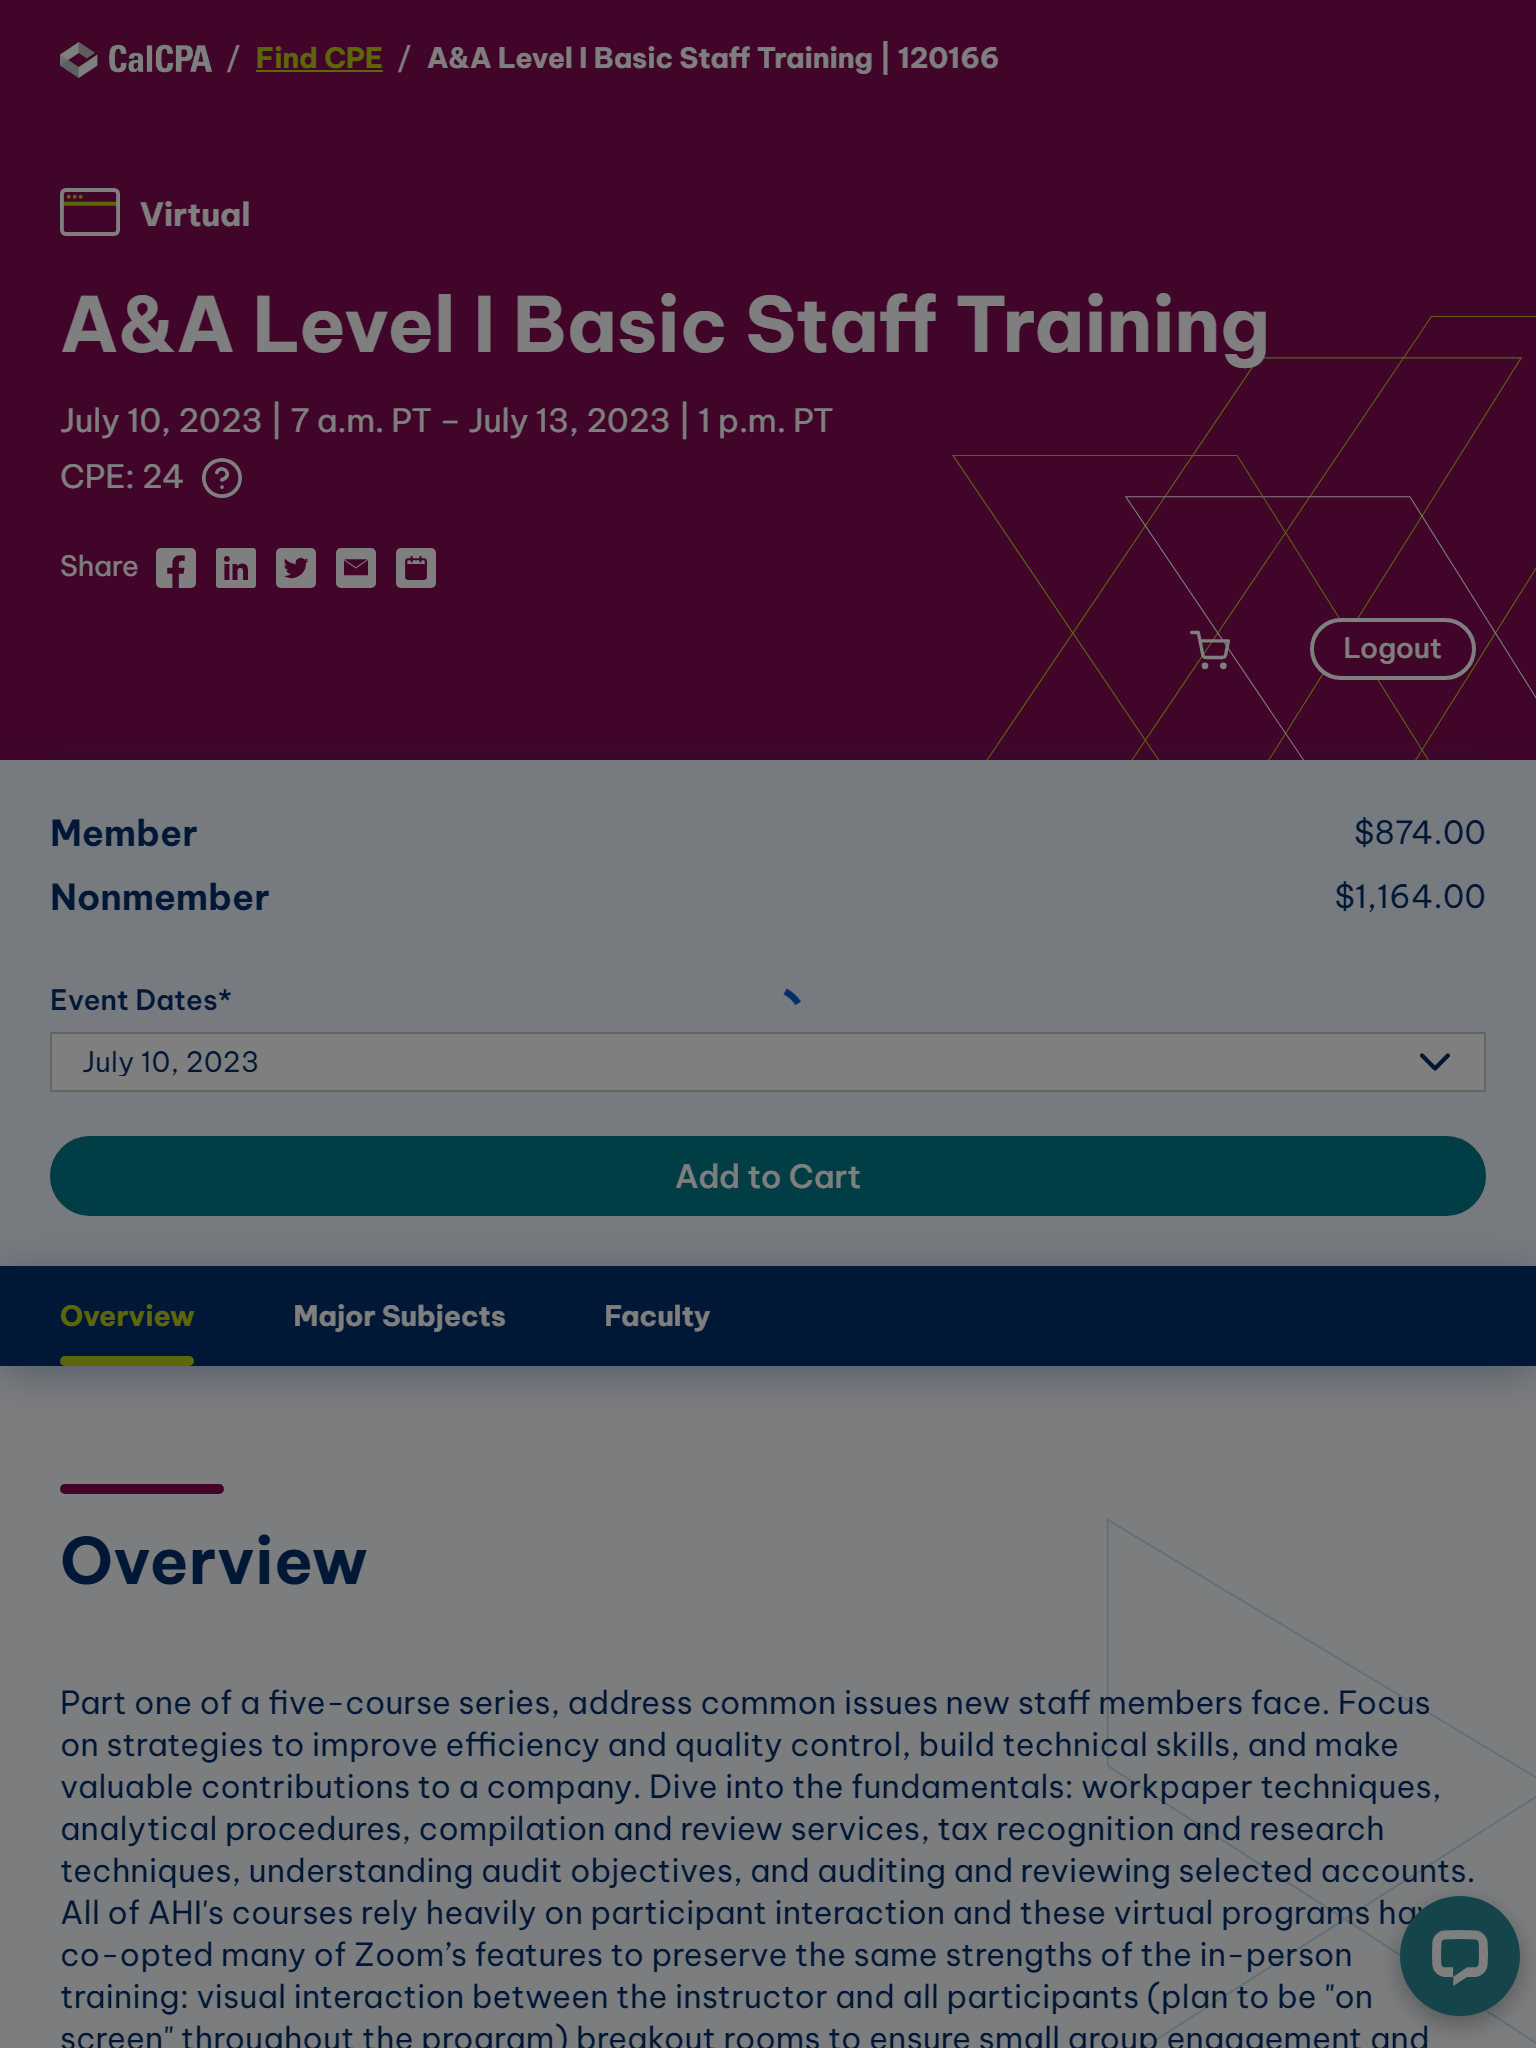 CalCPA / Find CPE / A&A Level I Basic Staff Training | 120166
Virtual
A&A Level I Basic Staff Training
July 10, 2023 | 7 a.m. PT – July 13, 2023 | 1 p.m. PT
CPE: 24 ?
Share
Logout
Member $874.00
Nonmember $1,164.00
Event Dates*
July 10, 2023
Add to Cart
Overview Major Subjects Faculty
Overview
Part one of a five-course series, address common issues new staff members face. Focus
on strategies to improve efficiency and quality control, build technical skills, and make
valuable contributions to a company. Dive into the fundamentals: workpaper techniques,
analytical procedures, compilation and review services, tax recognition and research
techniques, understanding audit objectives, and auditing and reviewing selected accounts.
All of AHI's courses rely heavily on participant interaction and these virtual programs
co-opted many of Zoom’s features to preserve the same strengths of the in-person
training: visual interaction between the instructor and all participants (plan to be "on
screen" throughout the program) breakout rooms to ensure small group engagement and